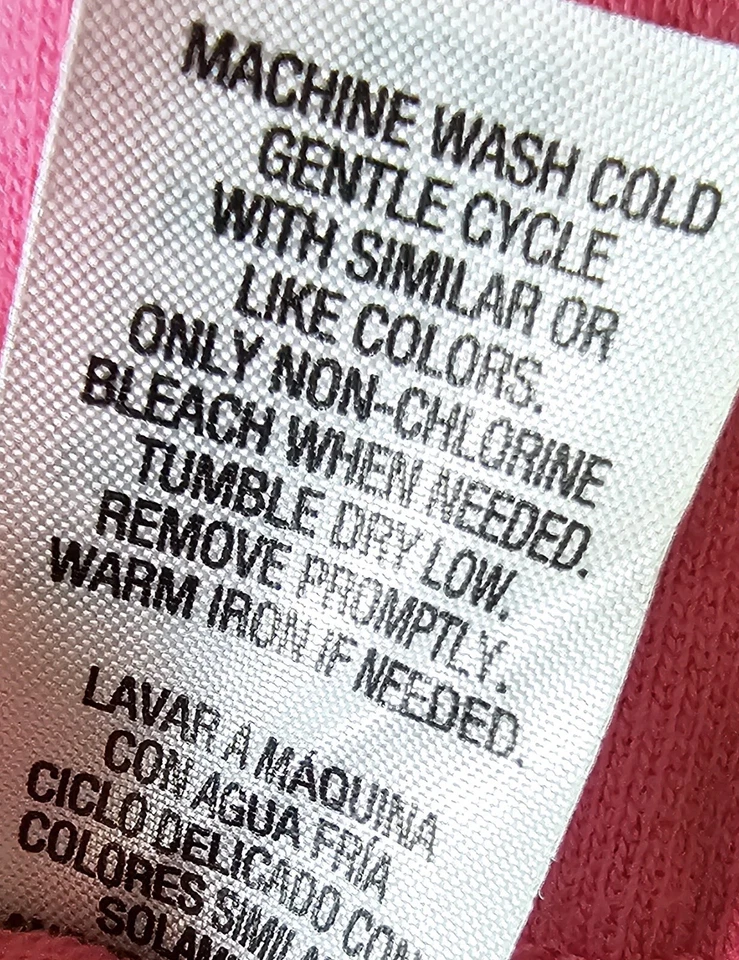 MACHINE WASH COLD
GENTLE CYCLE
WITH SIMILAR OR
LIKE COLORS.
ONLY NON-CHLORINE
BLEACH WHEN NEEDED.
TUMBLE DRY LOW.
REMOVE PROMPTLY.
WARM IRON IF NEEDED.
LAVAR A MÁQUINA
CON AGUA FRÍA
CICLO DELICADO CON
COLORES